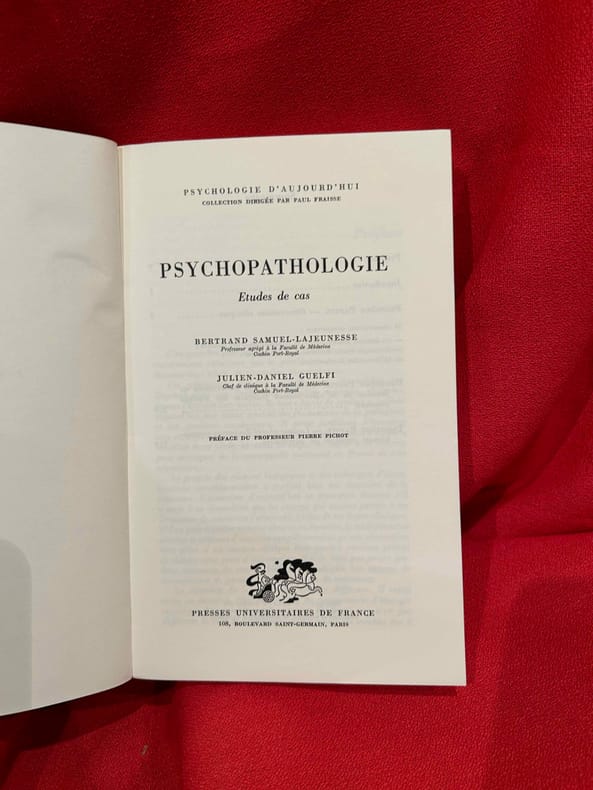 PSYCHOLOGIE D'AUJOURD'HUI
COLLECTION DIRIGÉE PAR PAUL FRAISSE
PSYCHOPATHOLOGIE
Etudes de cas
BERTRAND SAMUEL-LAJEUNESSE
Professeur agrégé à la Faculté de Médecine
Cochin Port-Royal
JULIEN-DANIEL GUELFI
Chef de clinique à la Faculté de Médecine
Cochin Port-Royal
PRÉFACE DU PROFESSEUR PIERRE PICHOT
PRESSES UNIVERSITAIRES DE FRANCE
108, BOULEVARD SAINT-GERMAIN, PARIS